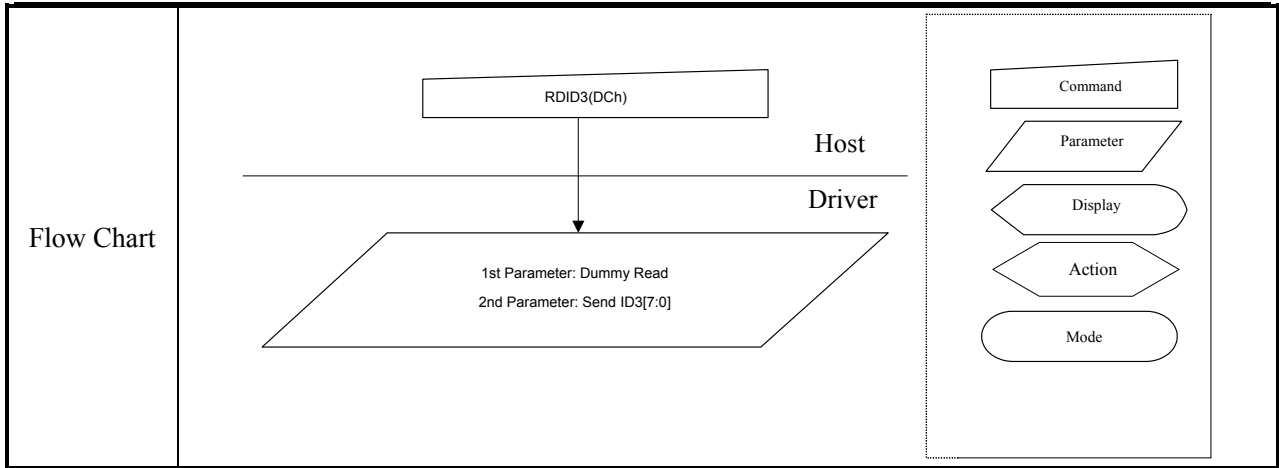 Flow Chart
RDID3(DCh)
Host
Driver
1st Parameter: Dummy Read
2nd Parameter: Send ID3[7:0]
Command
Parameter
Display
Action
Mode